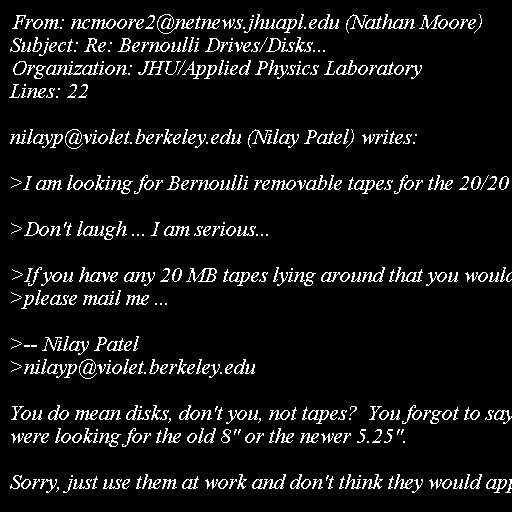 From: ncmoore2@netnews.jhuapl.edu (Nathan Moore)
Subject: Re: Bernoulli Drives/Disks...
Organization: JHU/Applied Physics Laboratory
Lines: 22
nilayp@violet.berkeley.edu (Nilay Patel) writes:
>I am looking for Bernoulli removable tapes for the 20/20
>Don't laugh ... I am serious...
>If you have any 20 MB tapes lying around that you would
>please mail me ...
>-- Nilay Patel
>nilayp@violet.berkeley.edu
You do mean disks, don't you, not tapes?  You forgot to say
were looking for the old 8" or the newer 5.25".
Sorry, just use them at work and don't think they would app